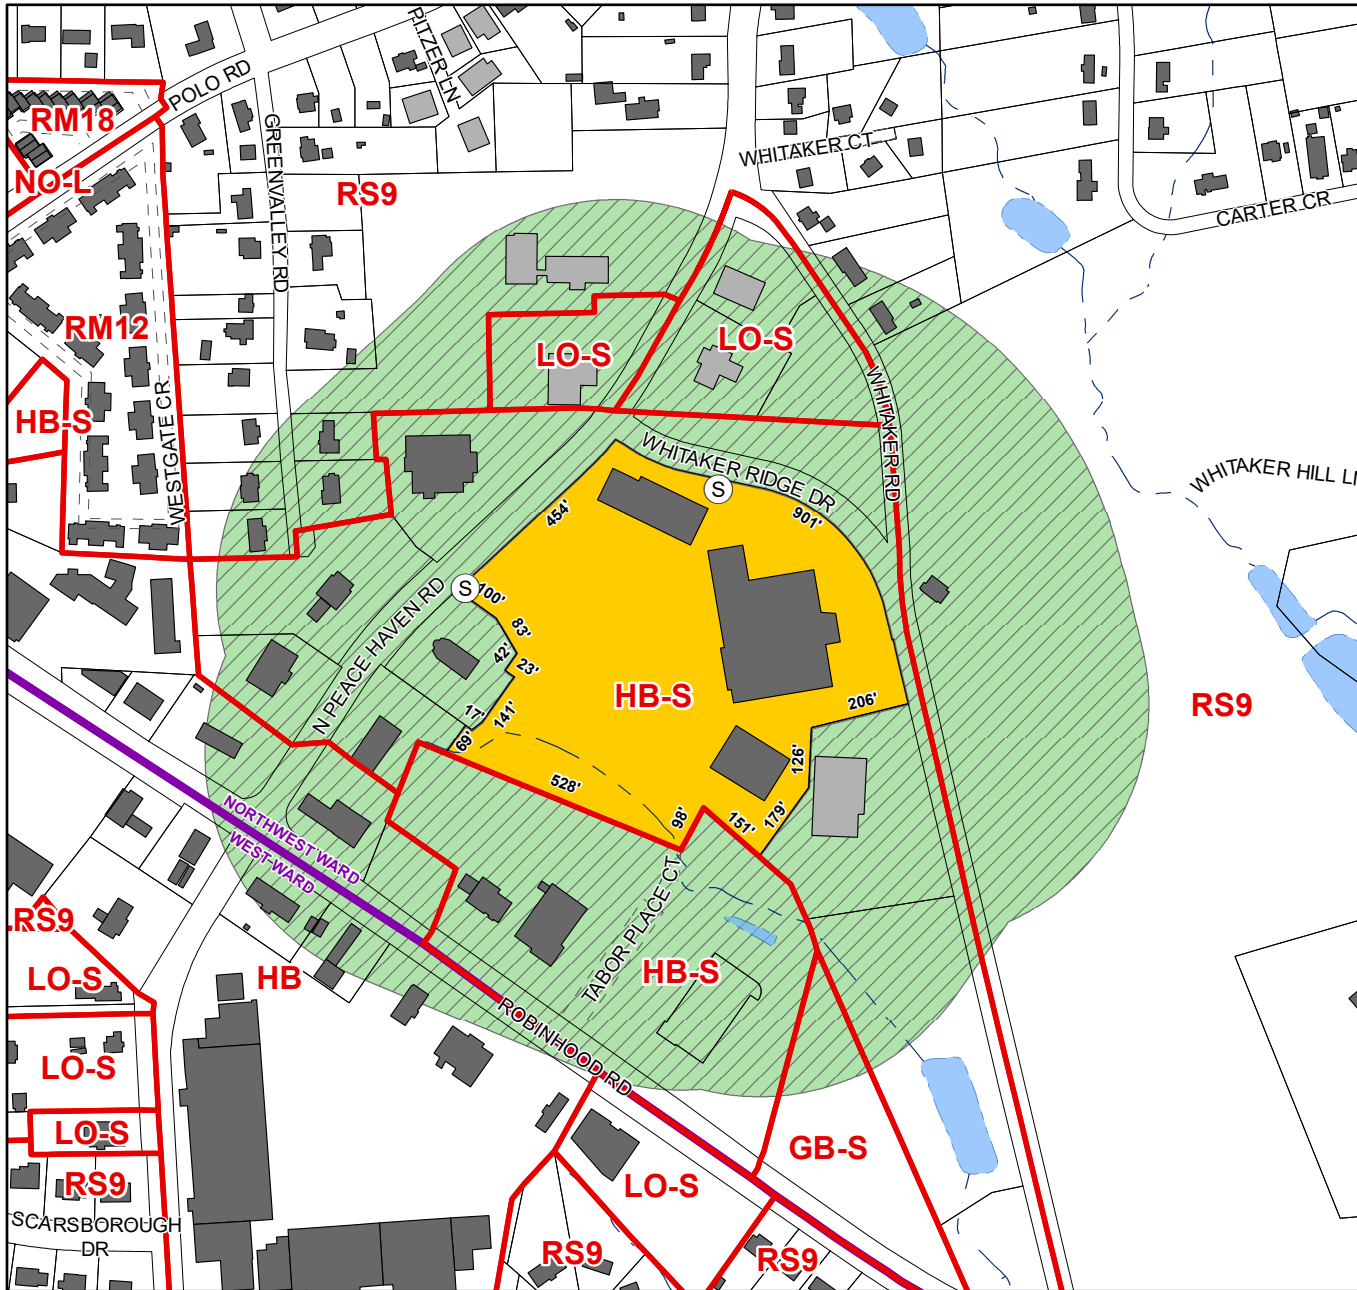 PITZER LN
POLO RD
RM18
GREENVALLEY RD
WHITAKER CT
NO-L
RS9
CARTER CR
RM12
LO-S
LO-S
WESTGATE CR
HB-S
WHITAKER RD
WHITAKER RIDGE DR
WHITAKER HILL LN
S
454'
901'
S
100'
83'
42'
23'
N PEACE HAVEN RD
HB-S
206'
RS9
17'
141'
69'
126'
528'
98'
151'
179'
NORTHWEST WARD
WEST WARD
TABOR PLACE CT
RS9
LO-S
HB
HB-S
ROBINHOOD RD
LO-S
LO-S
GB-S
RS9
LO-S
SCARSBOROUGH
DR
RS9
RS9